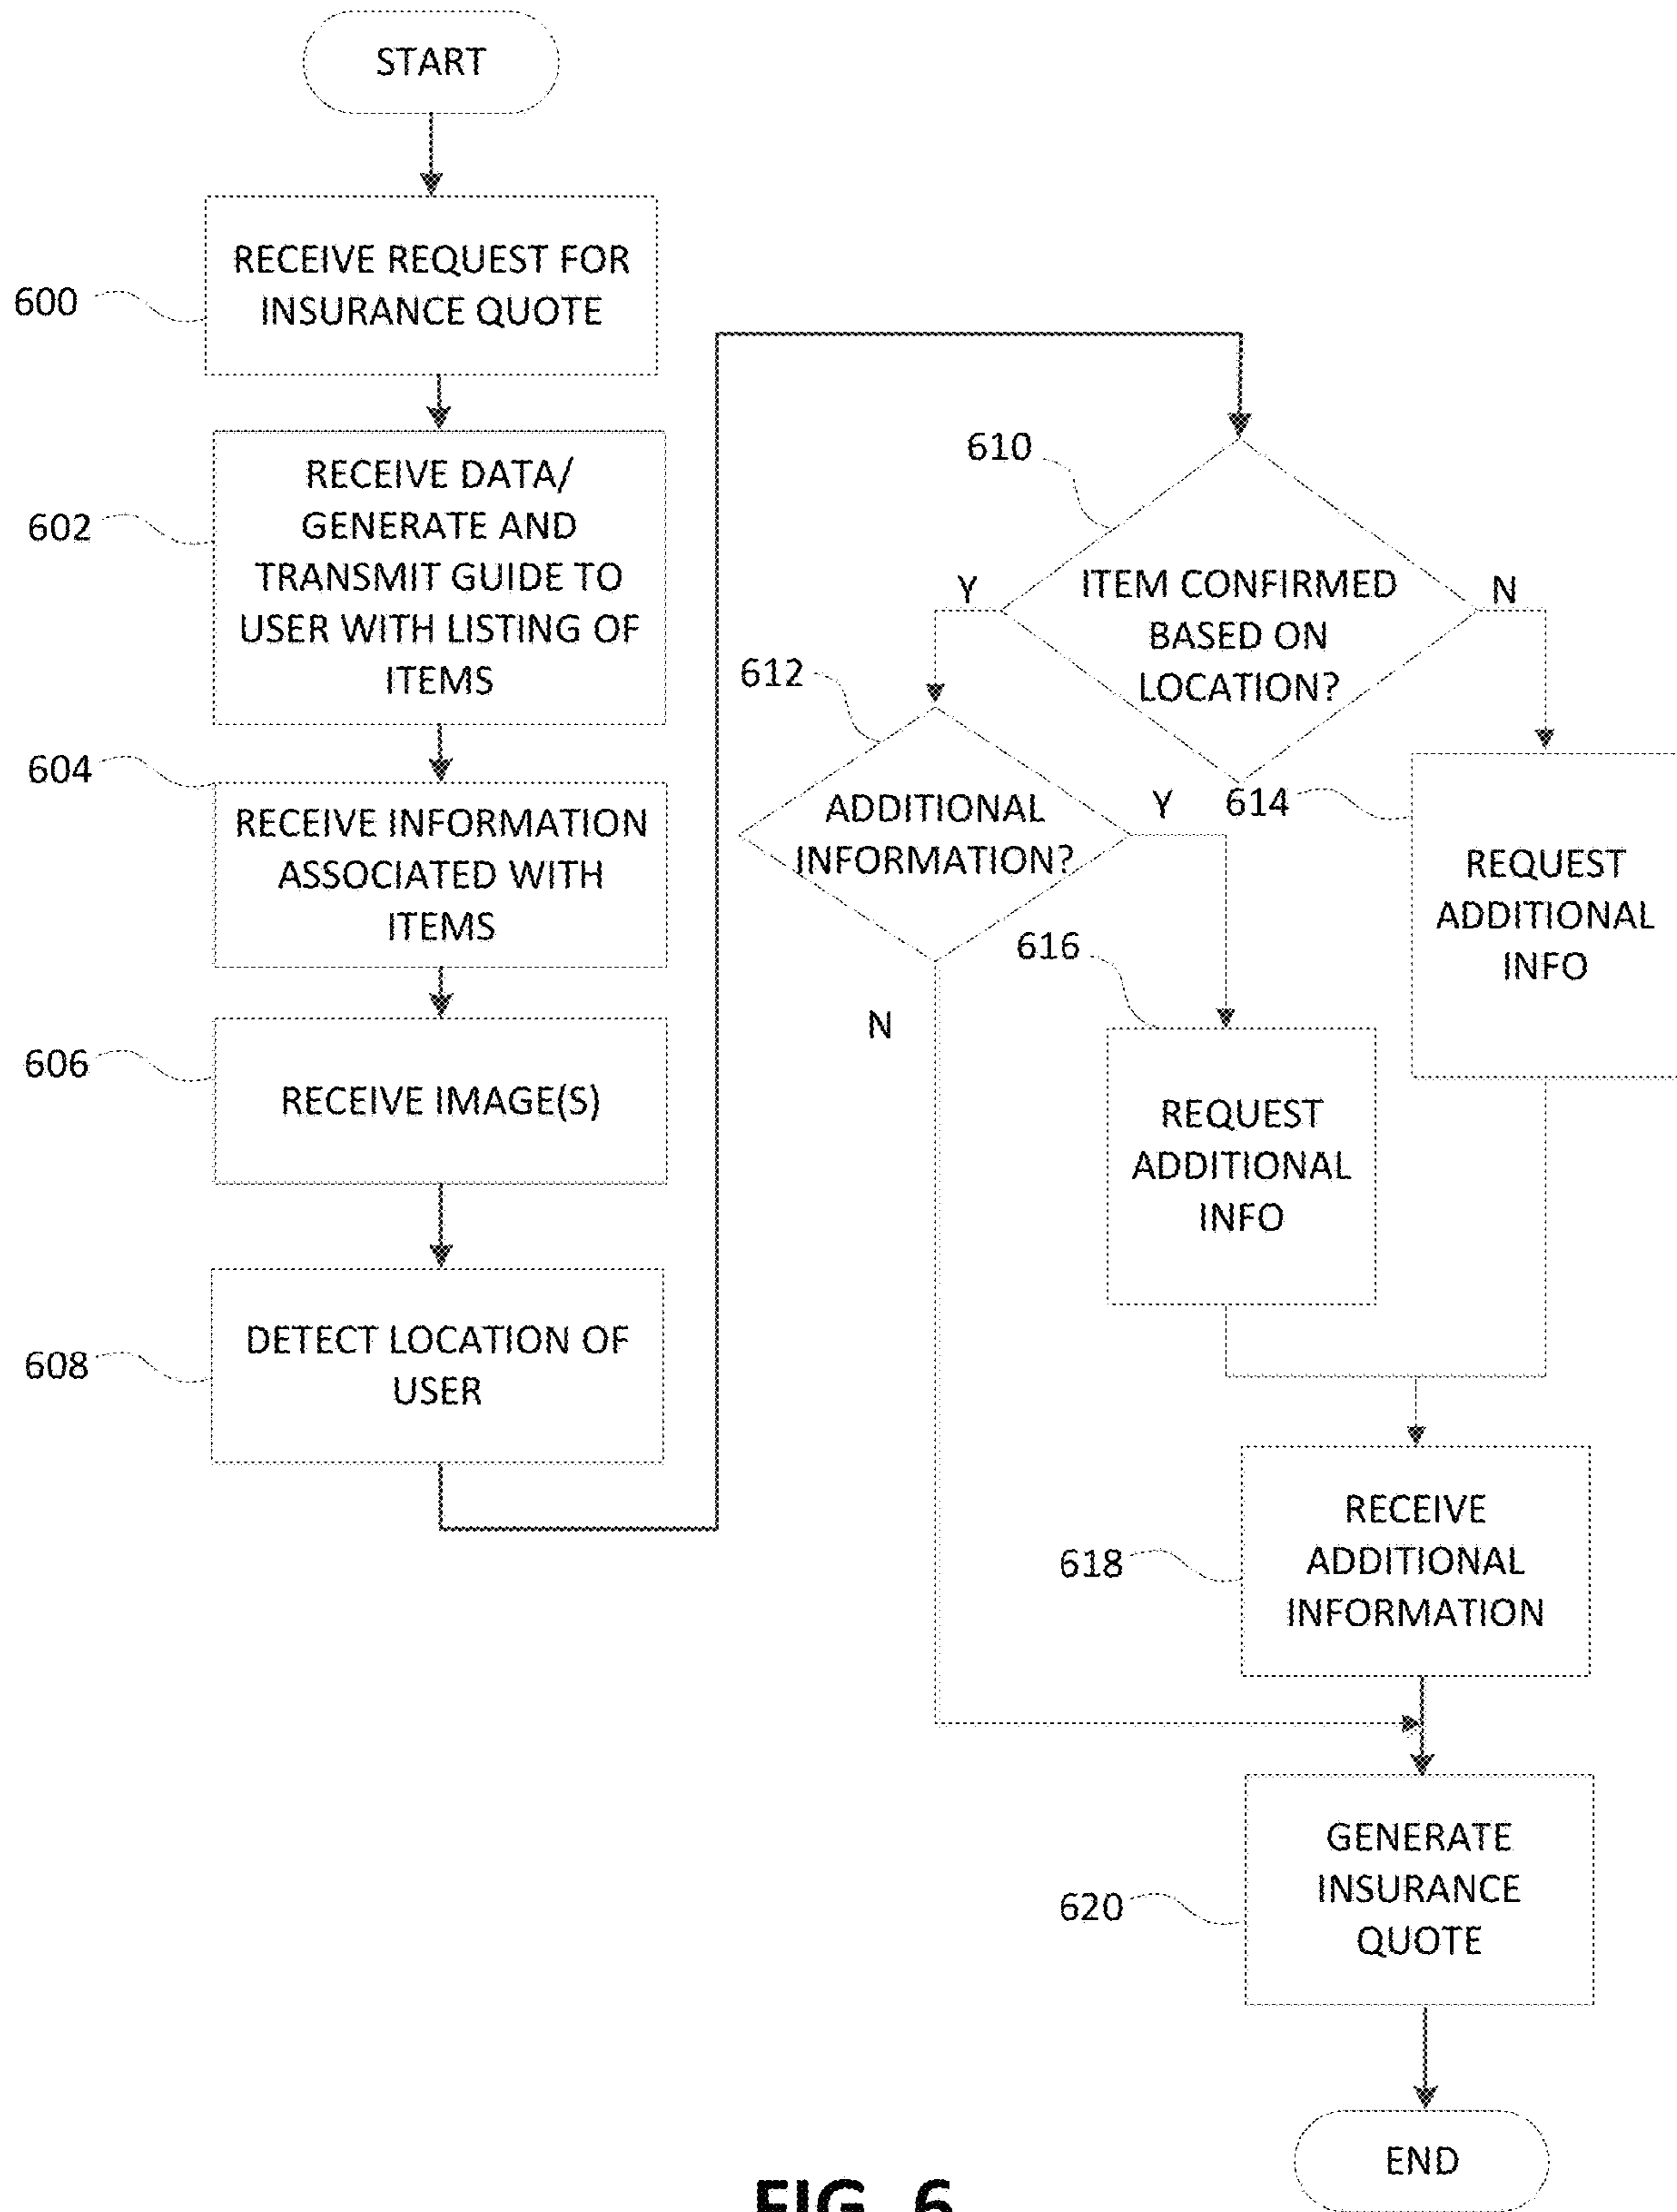 START
600
RECEIVE REQUEST FOR
INSURANCE QUOTE
602
RECEIVE DATA/
GENERATE AND
TRANSMIT GUIDE TO
USER WITH LISTING OF
ITEMS
604
RECEIVE INFORMATION
ASSOCIATED WITH
ITEMS
606
RECEIVE IMAGE(S)
608
DETECT LOCATION OF
USER
610
ITEM CONFIRMED
BASED ON
LOCATION?
Y
N
612
ADDITIONAL
INFORMATION?
Y
N
614
REQUEST
ADDITIONAL
INFO
616
REQUEST
ADDITIONAL
INFO
618
RECEIVE
ADDITIONAL
INFORMATION
620
GENERATE
INSURANCE
QUOTE
END
FIG. 6